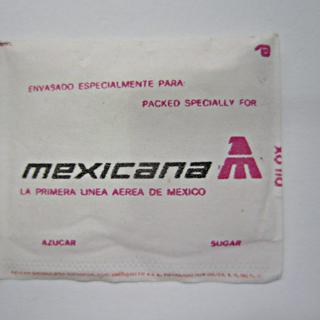 ENVASADO ESPECIALMENTE PARA:
PACKED SPECIALLY FOR
mexicana
LA PRIMERA LINEA AEREA DE MEXICO
AZUCAR
SUGAR